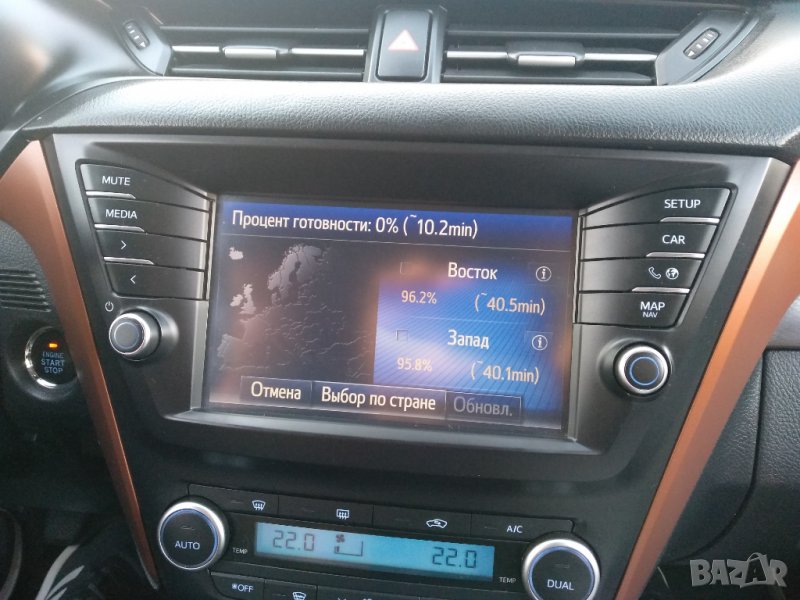 MUTE
MEDIA
SETUP
CAR
MAP
NAV
ENGINE
START
STOP
Процент готовности: 0% (~10.2min)
Восток
96.2% (~40.5min)
Запад
95.8% (~40.1min)
Отмена
Выбор по стране
Обновл.
A/C
AUTO
TEMP
22.0
22.0
TEMP
DUAL
OFF
BAZAR